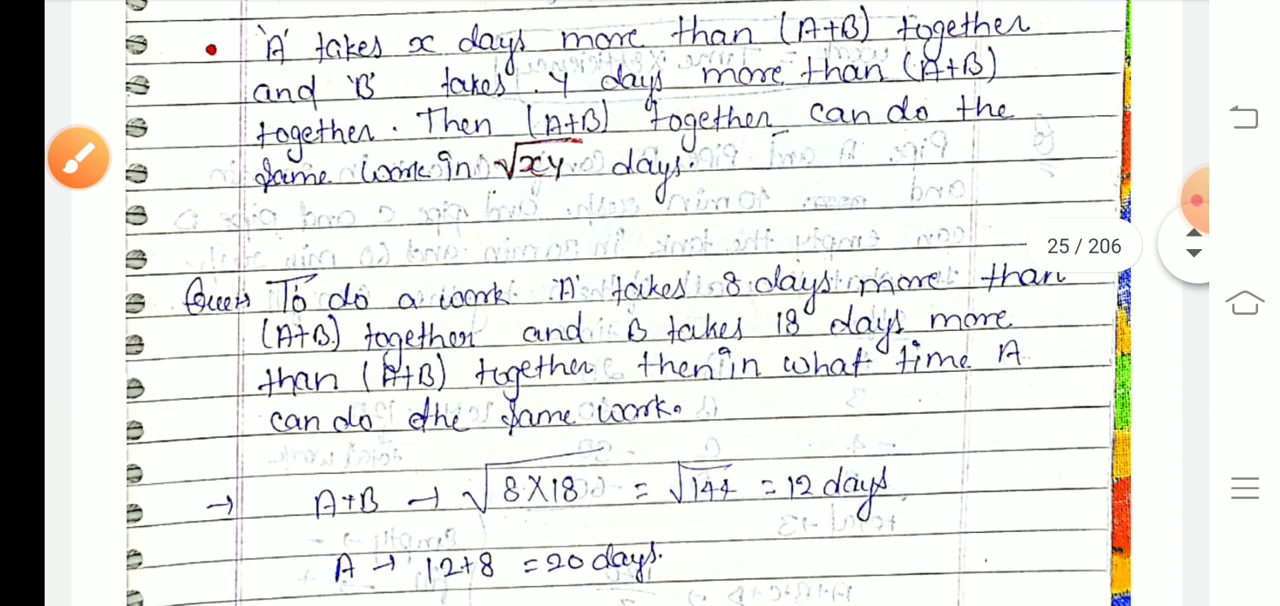 'A' takes x days more than (A+B) together
and 'B' takes y days more than (A+B)
together. Then (A+B) together can do the
same work in √xy days.
25 / 206
Ques To do a work 'A' takes 8 days more than
(A+B) together and B takes 18 days more
than (A+B) together then in what time A
can do the same work.
→ A+B → √8×18 = √144 = 12 days
A → 12+8 = 20 days.